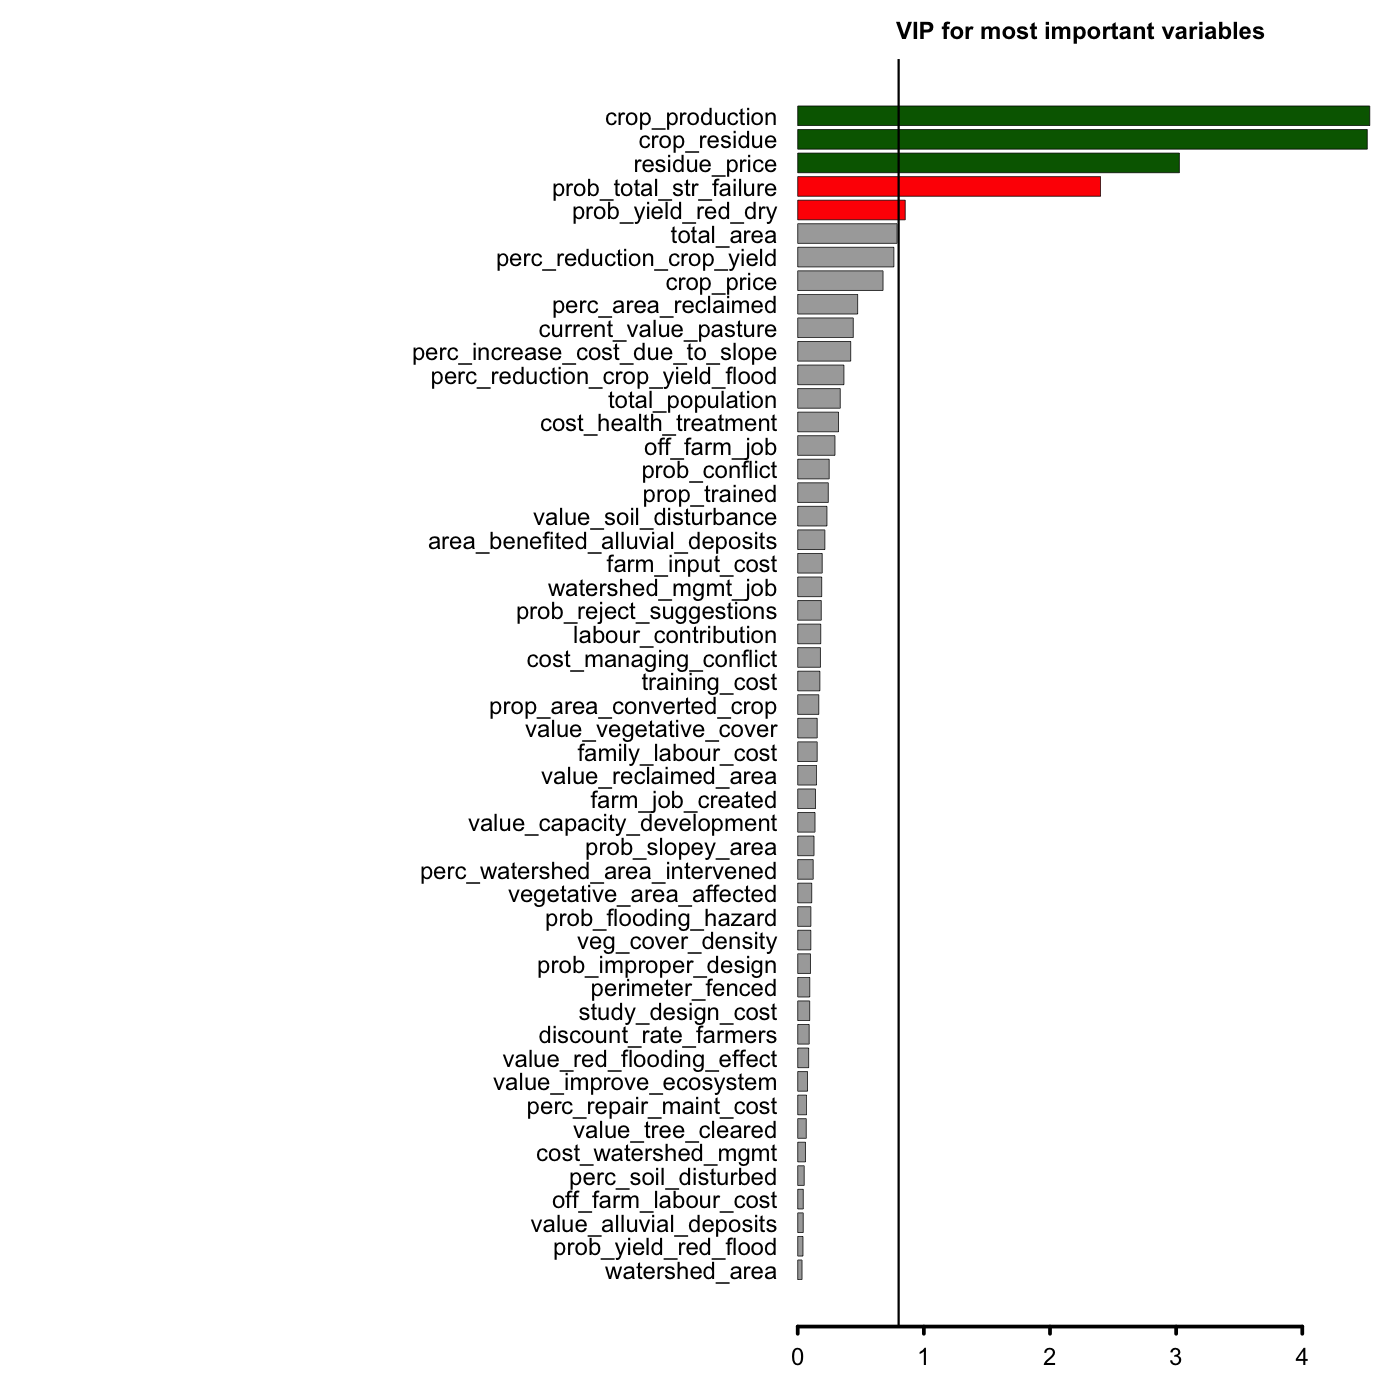 VIP for most important variables
crop_production
crop_residue
residue_price
prob_total_str_failure
prob_yield_red_dry
total_area
perc_reduction_crop_yield
crop_price
perc_area_reclaimed
current_value_pasture
perc_increase_cost_due_to_slope
perc_reduction_crop_yield_flood
total_population
cost_health_treatment
off_farm_job
prob_conflict
prop_trained
value_soil_disturbance
area_benefited_alluvial_deposits
farm_input_cost
watershed_mgmt_job
prob_reject_suggestions
labour_contribution
cost_managing_conflict
training_cost
prop_area_converted_crop
value_vegetative_cover
family_labour_cost
value_reclaimed_area
farm_job_created
value_capacity_development
prob_slopey_area
perc_watershed_area_intervened
vegetative_area_affected
prob_flooding_hazard
veg_cover_density
prob_improper_design
perimeter_fenced
study_design_cost
discount_rate_farmers
value_red_flooding_effect
value_improve_ecosystem
perc_repair_maint_cost
value_tree_cleared
cost_watershed_mgmt
perc_soil_disturbed
off_farm_labour_cost
value_alluvial_deposits
prob_yield_red_flood
watershed_area
0 1 2 3 4